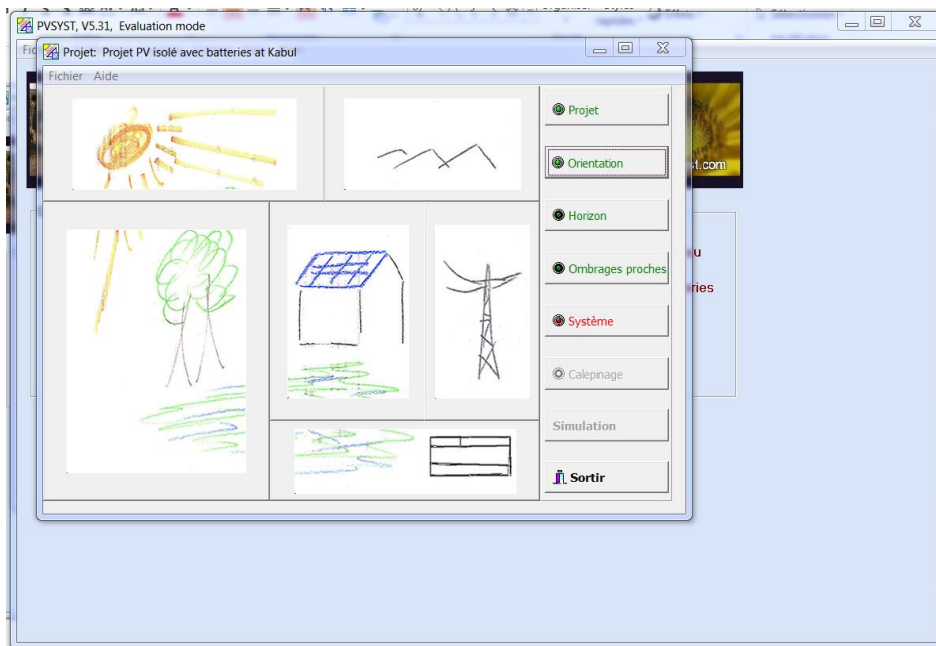 PVSYST, V5.31, Evaluation mode
Projet: Projet PV isolé avec batteries at Kabul
Fichier Aide
Projet
Orientation
st.com
Horizon
u
Ombrages proches
ries
Système
Calepinage
Simulation
Sortir